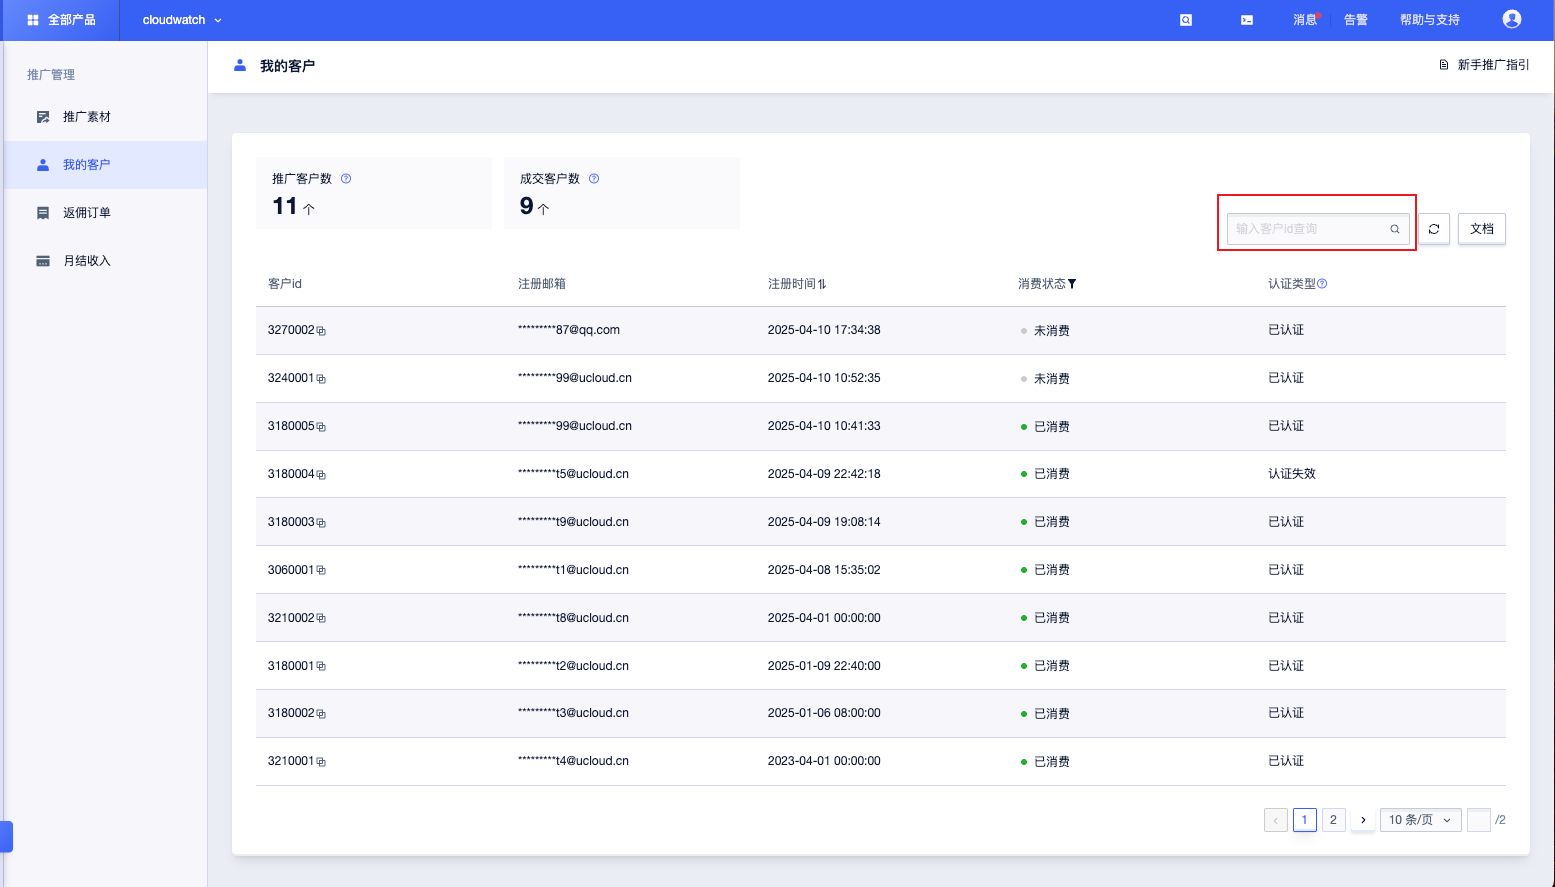 全部产品 cloudwatch 消息 告警 帮助与支持
推广管理
推广素材
我的客户
返佣订单
月结收入
我的客户 新手推广指引
推广客户数 成交客户数
11 个 9 个
输入客户id查询 文档
客户id 注册邮箱 注册时间 消费状态 认证类型
3270002 *********87@qq.com 2025-04-10 17:34:38 未消费 已认证
3240001 *********99@ucloud.cn 2025-04-10 10:52:35 未消费 已认证
3180005 *********99@ucloud.cn 2025-04-10 10:41:33 已消费 已认证
3180004 *********t5@ucloud.cn 2025-04-09 22:42:18 已消费 认证失效
3180003 *********t9@ucloud.cn 2025-04-09 19:08:14 已消费 已认证
3060001 *********t1@ucloud.cn 2025-04-08 15:35:02 已消费 已认证
3210002 *********t8@ucloud.cn 2025-04-01 00:00:00 已消费 已认证
3180001 *********t2@ucloud.cn 2025-01-09 22:40:00 已消费 已认证
3180002 *********t3@ucloud.cn 2025-01-06 08:00:00 已消费 已认证
3210001 *********t4@ucloud.cn 2023-04-01 00:00:00 已消费 已认证
1 2 10 条/页 /2